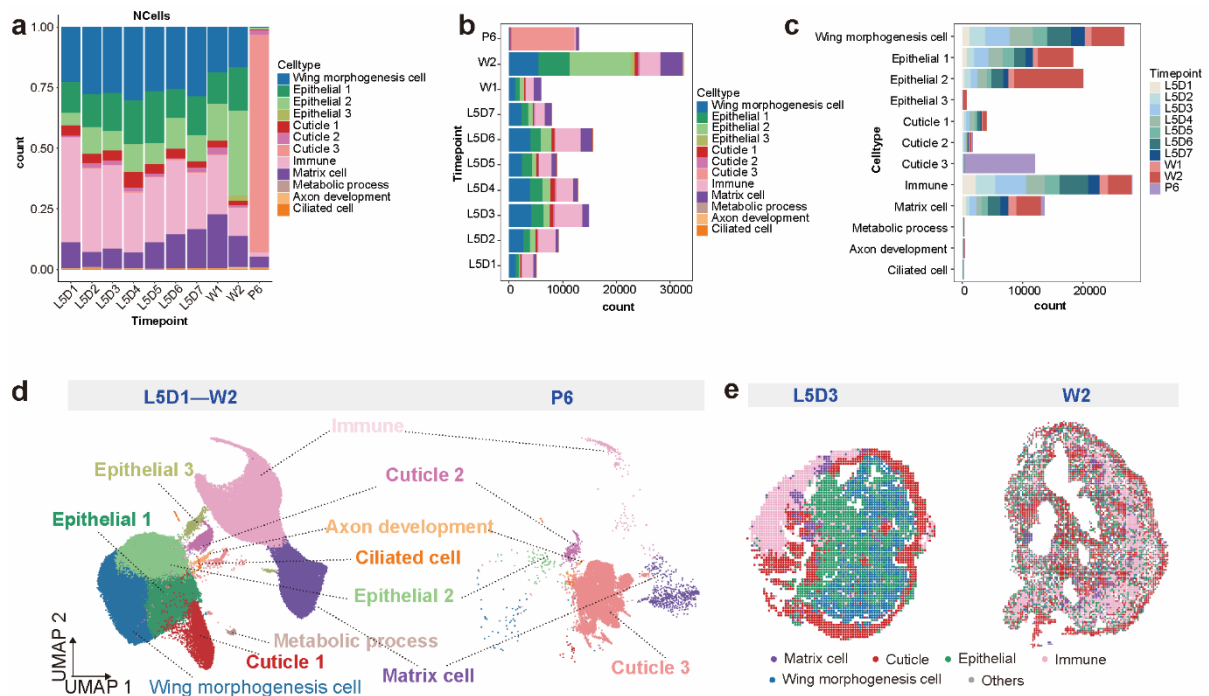 a
NCells
1.00
0.75
0.50
0.25
0.00
count
L5D1
L5D2
L5D3
L5D4
L5D5
L5D6
L5D7
W1
W2
P6
Timepoint
Celltype
Wing morphogenesis cell
Epithelial 1
Epithelial 2
Epithelial 3
Cuticle 1
Cuticle 2
Cuticle 3
Immune
Matrix cell
Metabolic process
Axon development
Ciliated cell
b
P6
W2
W1
L5D7
L5D6
L5D5
L5D4
L5D3
L5D2
L5D1
Timepoint
0 10000 20000 30000
count
Celltype
Wing morphogenesis cell
Epithelial 1
Epithelial 2
Epithelial 3
Cuticle 1
Cuticle 2
Cuticle 3
Immune
Matrix cell
Metabolic process
Axon development
Ciliated cell
c
Wing morphogenesis cell
Epithelial 1
Epithelial 2
Epithelial 3
Cuticle 1
Cuticle 2
Cuticle 3
Immune
Matrix cell
Metabolic process
Axon development
Ciliated cell
Celltype
0 10000 20000
count
Timepoint
L5D1
L5D2
L5D3
L5D4
L5D5
L5D6
L5D7
W1
W2
P6
d
L5D1—W2 P6
Immune
Epithelial 3
Cuticle 2
Epithelial 1
Axon development
Ciliated cell
Epithelial 2
Metabolic process
Cuticle 1
Matrix cell
Cuticle 3
Wing morphogenesis cell
UMAP 2
UMAP 1
e
L5D3 W2
Matrix cell Cuticle Epithelial Immune
Wing morphogenesis cell Others